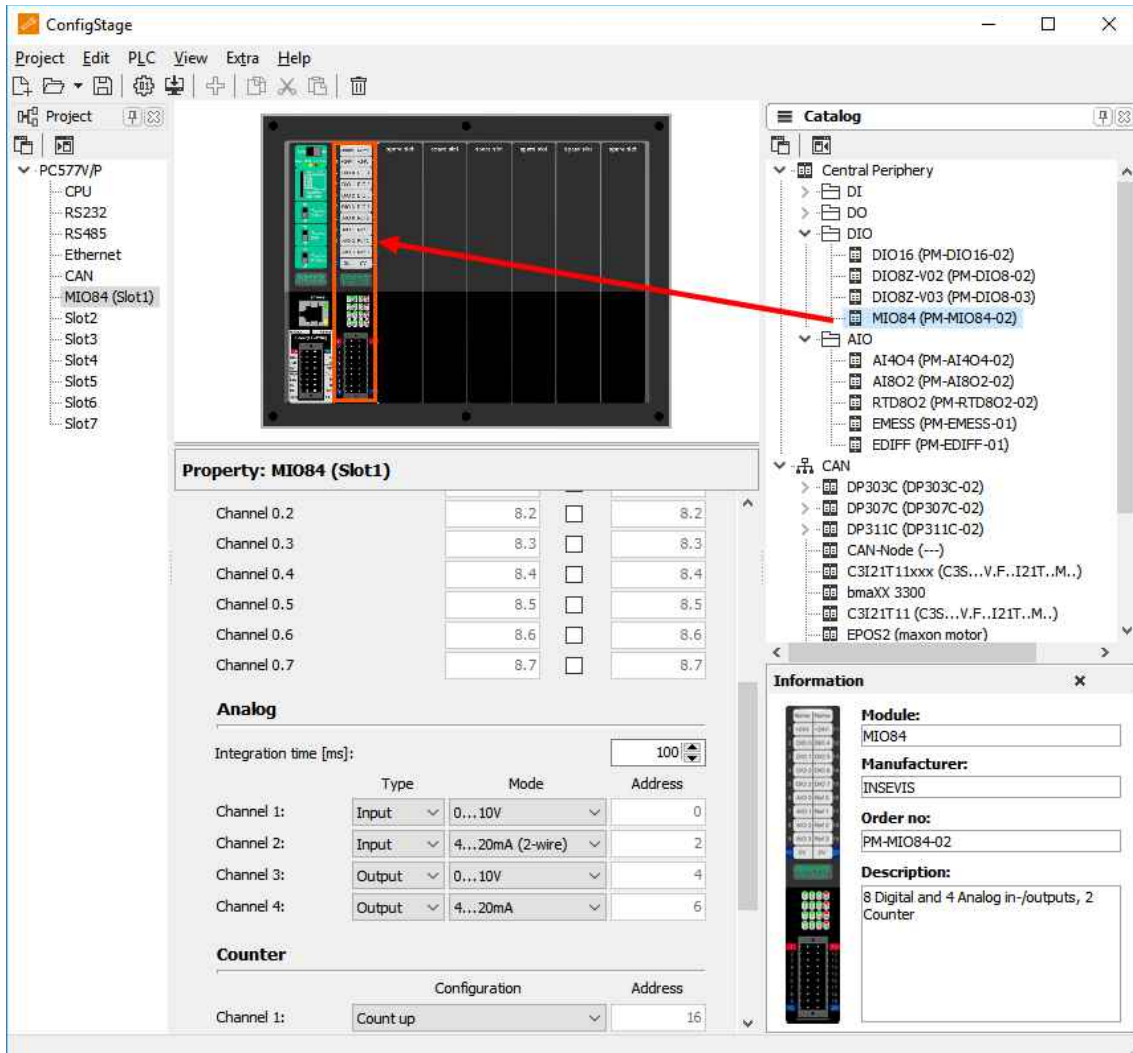 ConfigStage
Project Edit PLC View Extra Help
Project
PC577V/P
CPU
RS232
RS485
Ethernet
CAN
MIO84 (Slot1)
Slot2
Slot3
Slot4
Slot5
Slot6
Slot7
Property: MIO84 (Slot1)
Channel 0.2 8.2 8.2
Channel 0.3 8.3 8.3
Channel 0.4 8.4 8.4
Channel 0.5 8.5 8.5
Channel 0.6 8.6 8.6
Channel 0.7 8.7 8.7
Analog
Integration time [ms]: 100
Type Mode Address
Channel 1: Input 0...10V 0
Channel 2: Input 4...20mA (2-wire) 2
Channel 3: Output 0...10V 4
Channel 4: Output 4...20mA 6
Counter
Configuration Address
Channel 1: Count up 16
Catalog
Central Periphery
DI
DO
DIO
DIO16 (PM-DIO16-02)
DIO8Z-V02 (PM-DIO8-02)
DIO8Z-V03 (PM-DIO8-03)
MIO84 (PM-MIO84-02)
AIO
AI4O4 (PM-AI4O4-02)
AI8O2 (PM-AI8O2-02)
RTD8O2 (PM-RTD8O2-02)
EMESS (PM-EMESS-01)
EDIFF (PM-EDIFF-01)
CAN
DP303C (DP303C-02)
DP307C (DP307C-02)
DP311C (DP311C-02)
CAN-Node (---)
C3I21T11xxx (C3S...V.F..I21T..M..)
bmaXX 3300
C3I21T11 (C3S...V.F..I21T..M..)
EPOS2 (maxon motor)
Information
Module:
MIO84
Manufacturer:
INSEVIS
Order no:
PM-MIO84-02
Description:
8 Digital and 4 Analog in-/outputs, 2
Counter